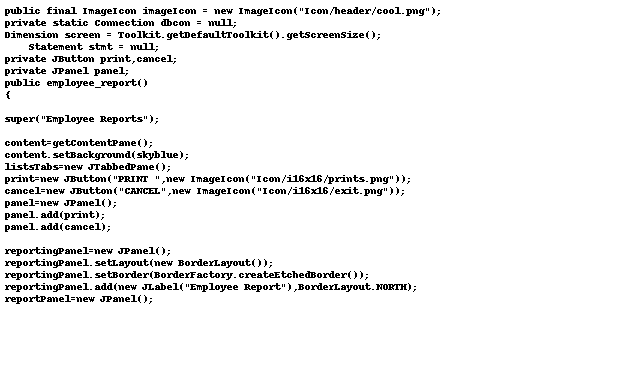 public final ImageIcon imageIcon = new ImageIcon("Icon/header/cool.png");
private static Connection dbcon = null;
Dimension screen = Toolkit.getDefaultToolkit().getScreenSize();
    Statement stmt = null;
private JButton print,cancel;
private JPanel panel;
public employee_report()
{

super("Employee Reports");

content=getContentPane();
content.setBackground(skyblue);
listsTabs=new JTabbedPane();
print=new JButton("PRINT ",new ImageIcon("Icon/i16x16/prints.png"));
cancel=new JButton("CANCEL",new ImageIcon("Icon/i16x16/exit.png"));
panel=new JPanel();
panel.add(print);
panel.add(cancel);

reportingPanel=new JPanel();
reportingPanel.setLayout(new BorderLayout());
reportingPanel.setBorder(BorderFactory.createEtchedBorder());
reportingPanel.add(new JLabel("Employee Report"),BorderLayout.NORTH);
reportPanel=new JPanel();